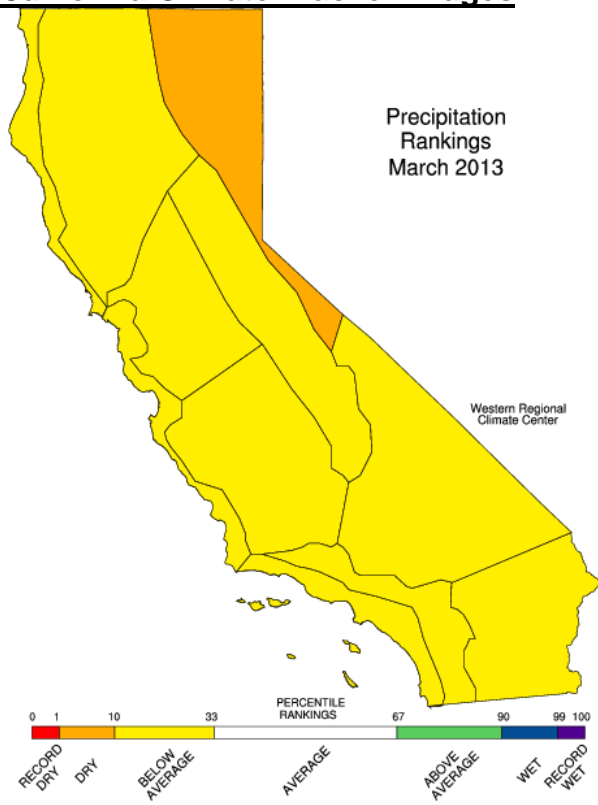 Precipitation
Rankings
March 2013
Western Regional
Climate Center
PERCENTILE
RANKINGS
0 1 10 33 67 90 99 100
RECORD
DRY
DRY
BELOW
AVERAGE
AVERAGE
ABOVE
AVERAGE
WET
RECORD
WET